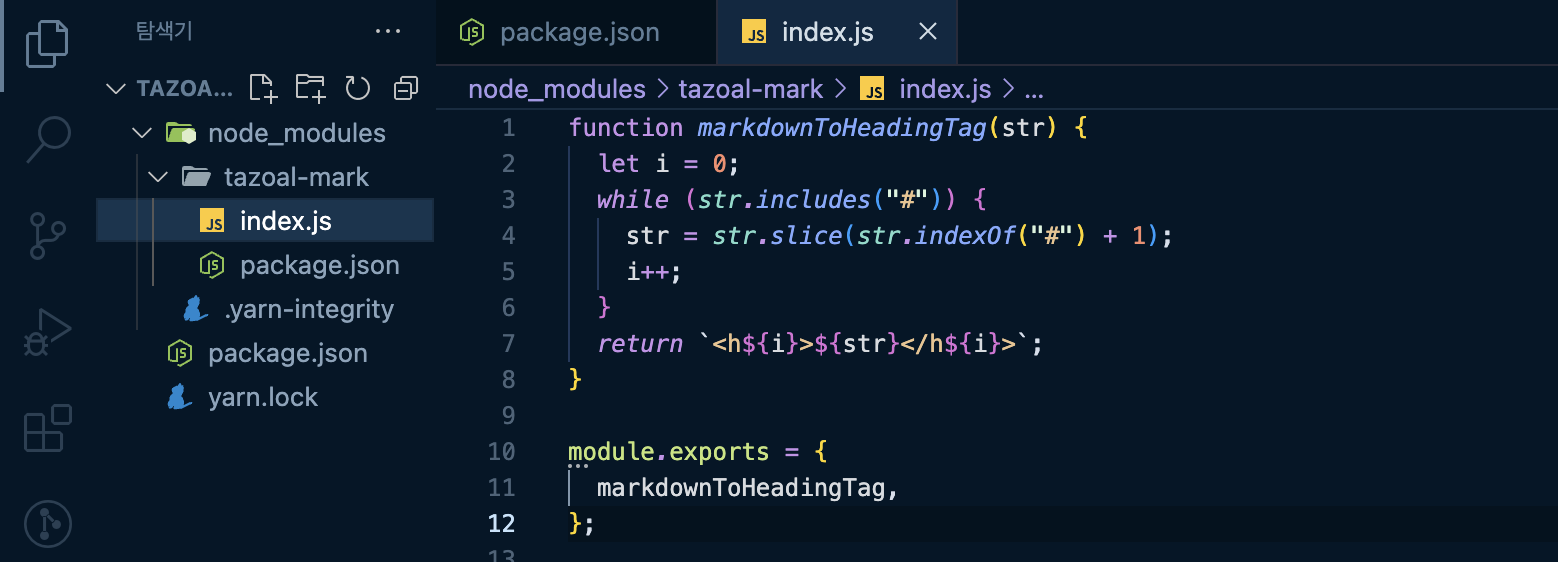 탐색기 ...
TAZOA...
node_modules
tazoal-mark
index.js
package.json
.yarn-integrity
package.json
yarn.lock
package.json
JS index.js
node_modules > tazoal-mark > JS index.js > ...
1 function markdownToHeadingTag(str) {
2   let i = 0;
3   while (str.includes("#")) {
4     str = str.slice(str.indexOf("#") + 1);
5     i++;
6   }
7   return `<h${i}>${str}</h${i}>`;
8 }
9
10 module.exports = {
11   markdownToHeadingTag,
12 };
13